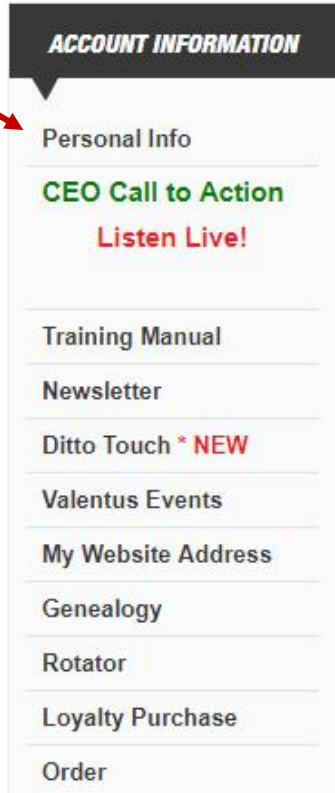 ACCOUNT INFORMATION
Personal Info
CEO Call to Action
Listen Live!
Training Manual
Newsletter
Ditto Touch * NEW
Valentus Events
My Website Address
Genealogy
Rotator
Loyalty Purchase
Order